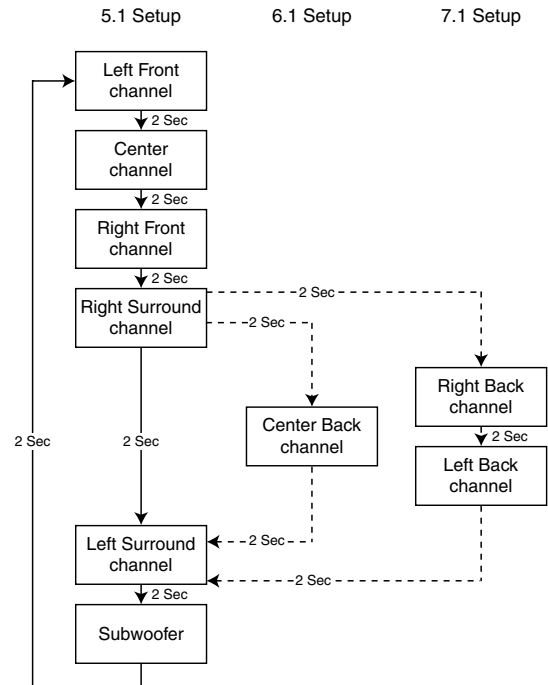 5.1 Setup
6.1 Setup
7.1 Setup
Left Front
channel
2 Sec
Center
channel
2 Sec
Right Front
channel
2 Sec
Right Surround
channel
2 Sec
2 Sec
Right Back
channel
Center Back
channel
2 Sec
2 Sec
2 Sec
Left Back
channel
Left Surround
channel
2 Sec
2 Sec
2 Sec
Subwoofer